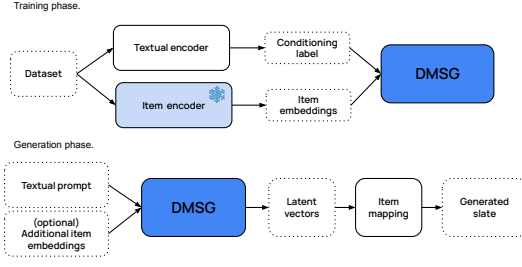 Training phase.
Textual encoder
Conditioning
label
Dataset
DMSG
Item encoder
Item
embeddings
Generation phase.
Textual prompt
(optional)
Additional item
embeddings
DMSG
Latent
vectors
Item
mapping
Generated
slate